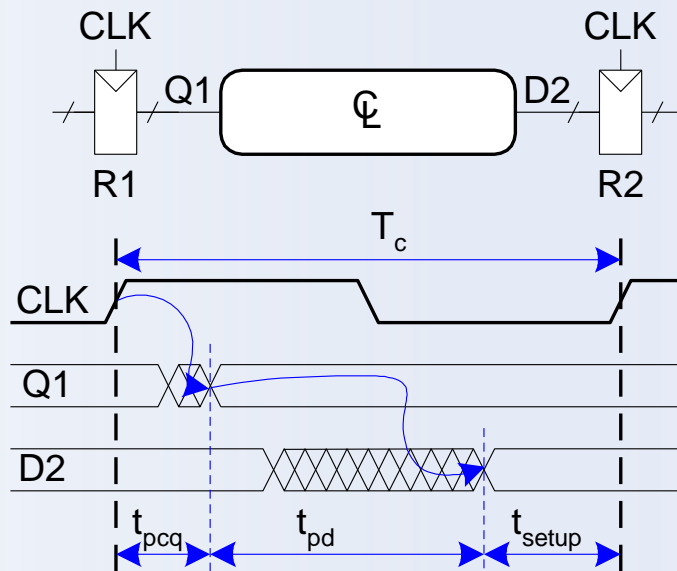 CLK CLK
Q1 CL D2
R1 R2
Tc
CLK
Q1
D2
tpcq tpd tsetup